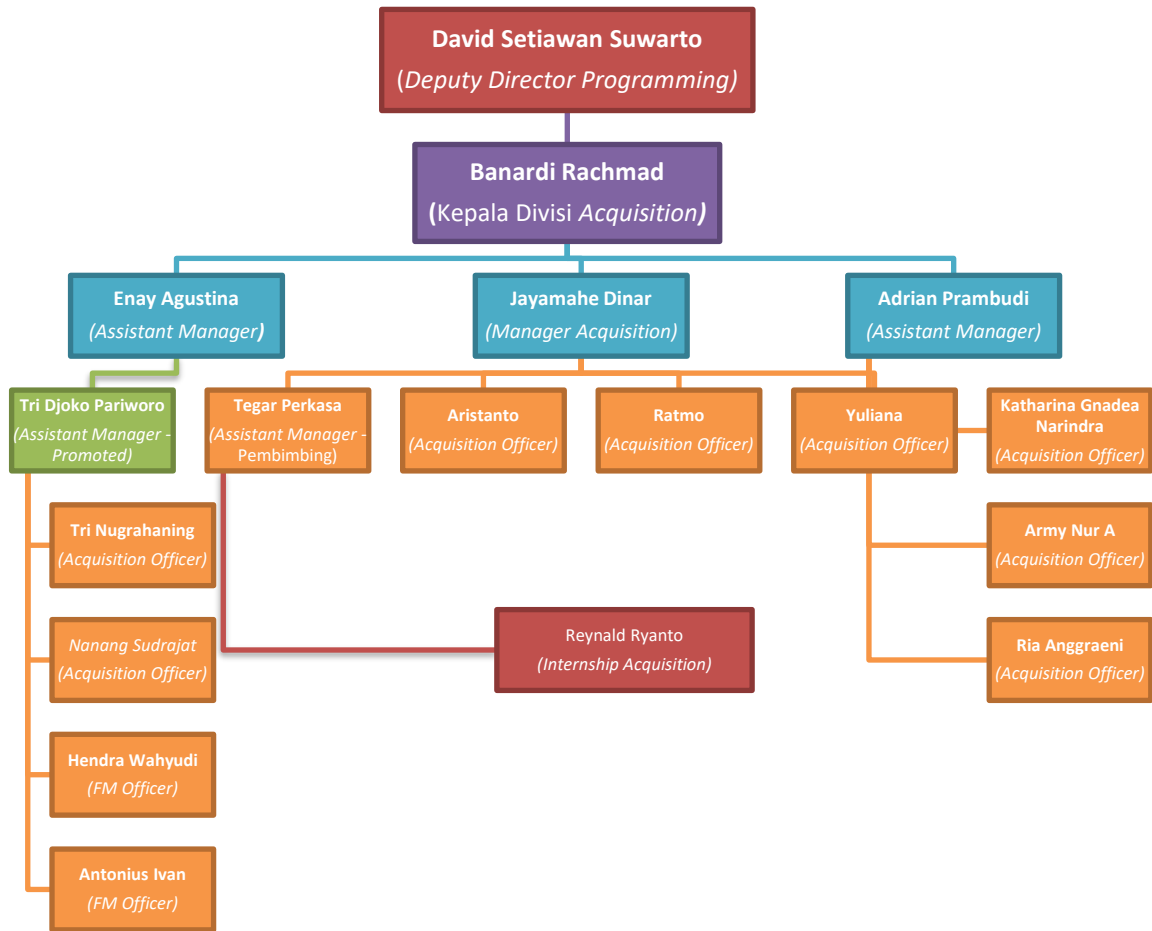 David Setiawan Suwarto
(Deputy Director Programming)
Banardi Rachmad
(Kepala Divisi Acquisition)
Enay Agustina
(Assistant Manager)
Jayamahe Dinar
(Manager Acquisition)
Adrian Prambudi
(Assistant Manager)
Tri Djoko Pariworo
(Assistant Manager -
Promoted)
Tegar Perkasa
(Assistant Manager -
Pembimbing)
Aristanto
(Acquisition Officer)
Ratmo
(Acquisition Officer)
Yuliana
(Acquisition Officer)
Katharina Gnadea
Narindra
(Acquisition Officer)
Tri Nugrahaning
(Acquisition Officer)
Army Nur A
(Acquisition Officer)
Nanang Sudrajat
(Acquisition Officer)
Reynald Ryanto
(Internship Acquisition)
Ria Anggraeni
(Acquisition Officer)
Hendra Wahyudi
(FM Officer)
Antonius Ivan
(FM Officer)